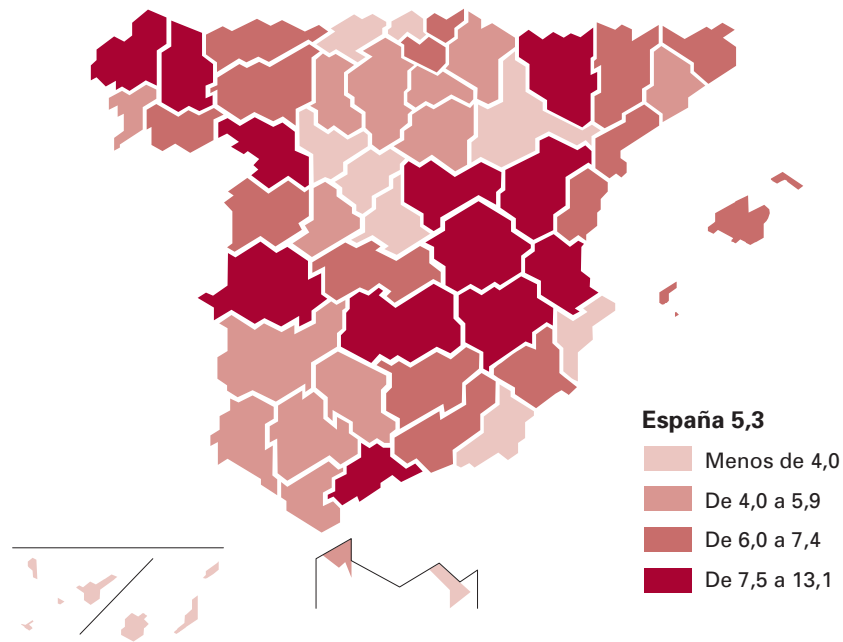 España 5,3
Menos de 4,0
De 4,0 a 5,9
De 6,0 a 7,4
De 7,5 a 13,1